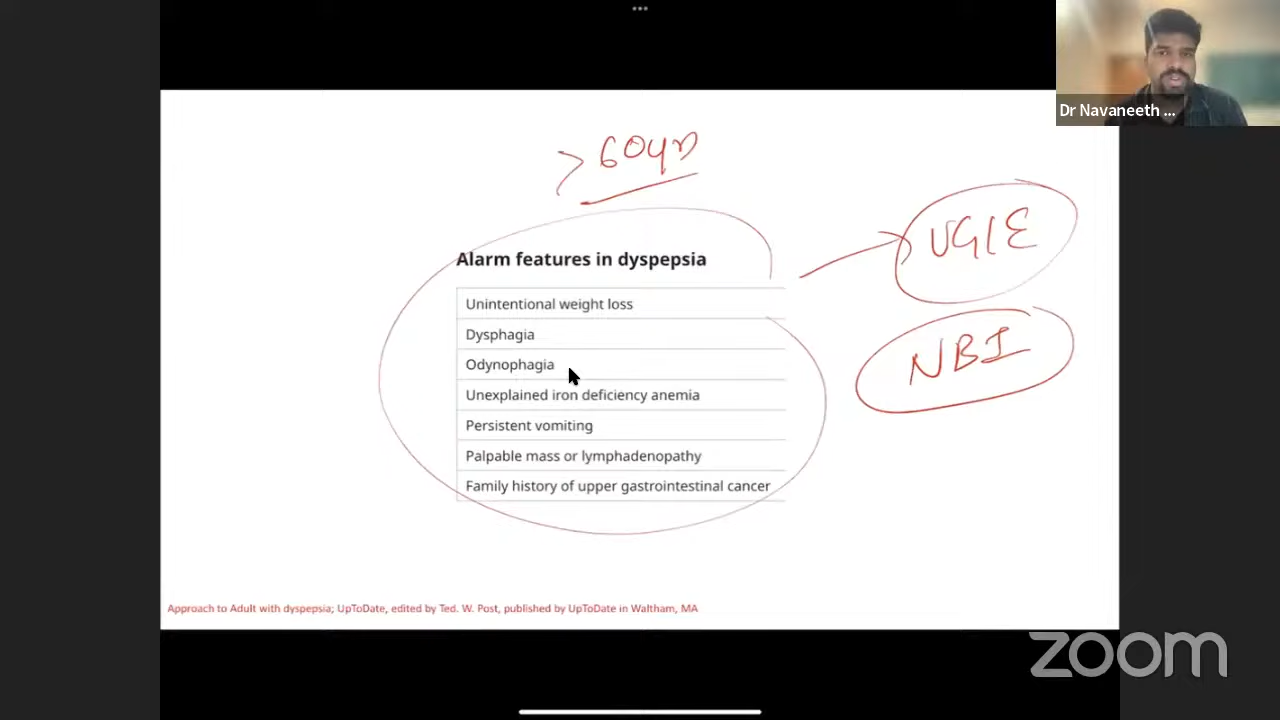 Dr Navaneeth ...
> 60yrs
Alarm features in dyspepsia
Unintentional weight loss
Dysphagia
Odynophagia
Unexplained iron deficiency anemia
Persistent vomiting
Palpable mass or lymphadenopathy
Family history of upper gastrointestinal cancer
UGIE
NBI
Approach to Adult with dyspepsia; UpToDate, edited by Ted. W. Post, published by UpToDate in Waltham, MA
zoom